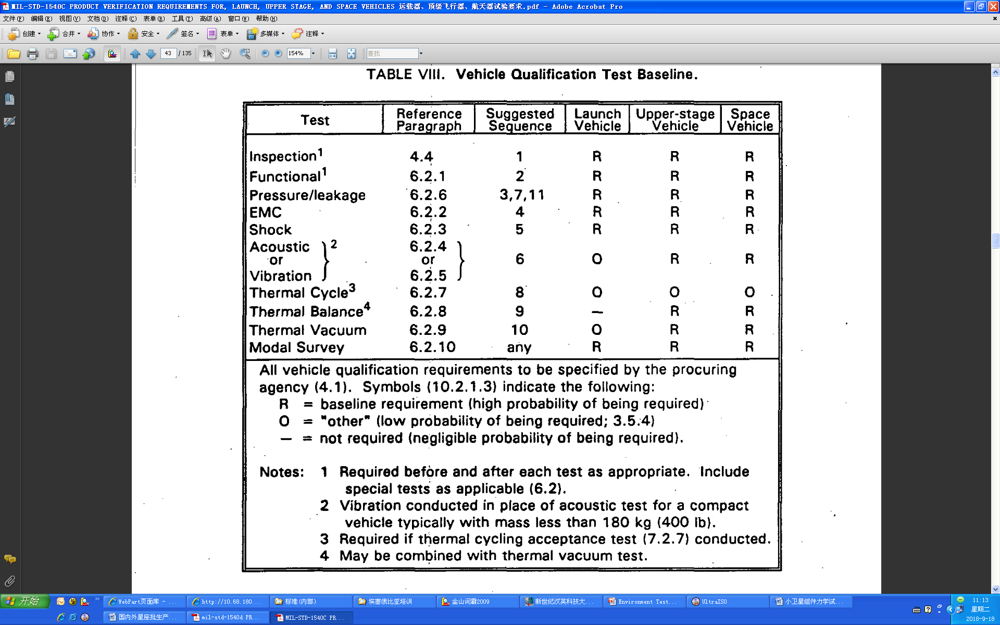 MIL-STD-1540C PRODUCT VERIFICATION REQUIREMENTS FOR, LAUNCH, UPPER STAGE, AND SPACE VEHICLES 运载器、顶级飞行器、航天器试验要求.pdf - Adobe Acrobat Pro
文件(F) 编辑(E) 视图(V) 文档(D) 注释(C) 表单(R) 工具(T) 高级(A) 窗口(W) 帮助(H)
创建 合并 协作 安全 签名 表单 多媒体 注释
43 / 135 154% 查找
TABLE VIII. Vehicle Qualification Test Baseline.
Test Reference Paragraph Suggested Sequence Launch Vehicle Upper-stage Vehicle Space Vehicle
Inspection1 4.4 1 R R R
Functional1 6.2.1 2 R R R
Pressure/leakage 6.2.6 3,7,11 R R R
EMC 6.2.2 4 R R R
Shock 6.2.3 5 R R R
Acoustic or Vibration 2 6.2.4 or 6.2.5 6 O R R
Thermal Cycle3 6.2.7 8 O O O
Thermal Balance4 6.2.8 9 — R R
Thermal Vacuum 6.2.9 10 O R R
Modal Survey 6.2.10 any R R R
All vehicle qualification requirements to be specified by the procuring
agency (4.1). Symbols (10.2.1.3) indicate the following:
R = baseline requirement (high probability of being required)
O = "other" (low probability of being required; 3.5.4)
— = not required (negligible probability of being required).
Notes: 1 Required before and after each test as appropriate. Include
special tests as applicable (6.2).
2 Vibration conducted in place of acoustic test for a compact
vehicle typically with mass less than 180 kg (400 lb).
3 Required if thermal cycling acceptance test (7.2.7) conducted.
4 May be combined with thermal vacuum test.
开始 WebPart页面库 - ... http://10.68.180... 标准(内部) 埃塞俄比亚培训 金山词霸2009 新世纪汉英科技大... Environment Test... UltraISO 小卫星组件力学试... 11:13
星期二
国内外星座批生产... mil-std-1540d PR... MIL-STD-1540C PR... 2018-9-18